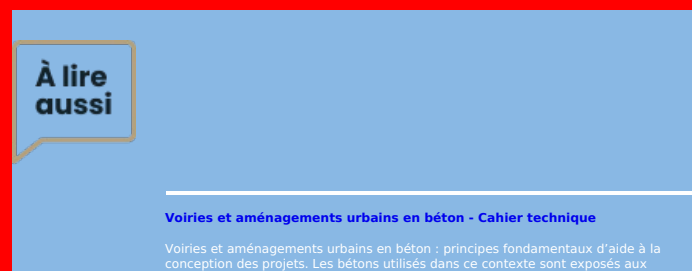 À lire
aussi
Voiries et aménagements urbains en béton - Cahier technique
Voiries et aménagements urbains en béton : principes fondamentaux d’aide à la
conception des projets. Les bétons utilisés dans ce contexte sont exposés aux